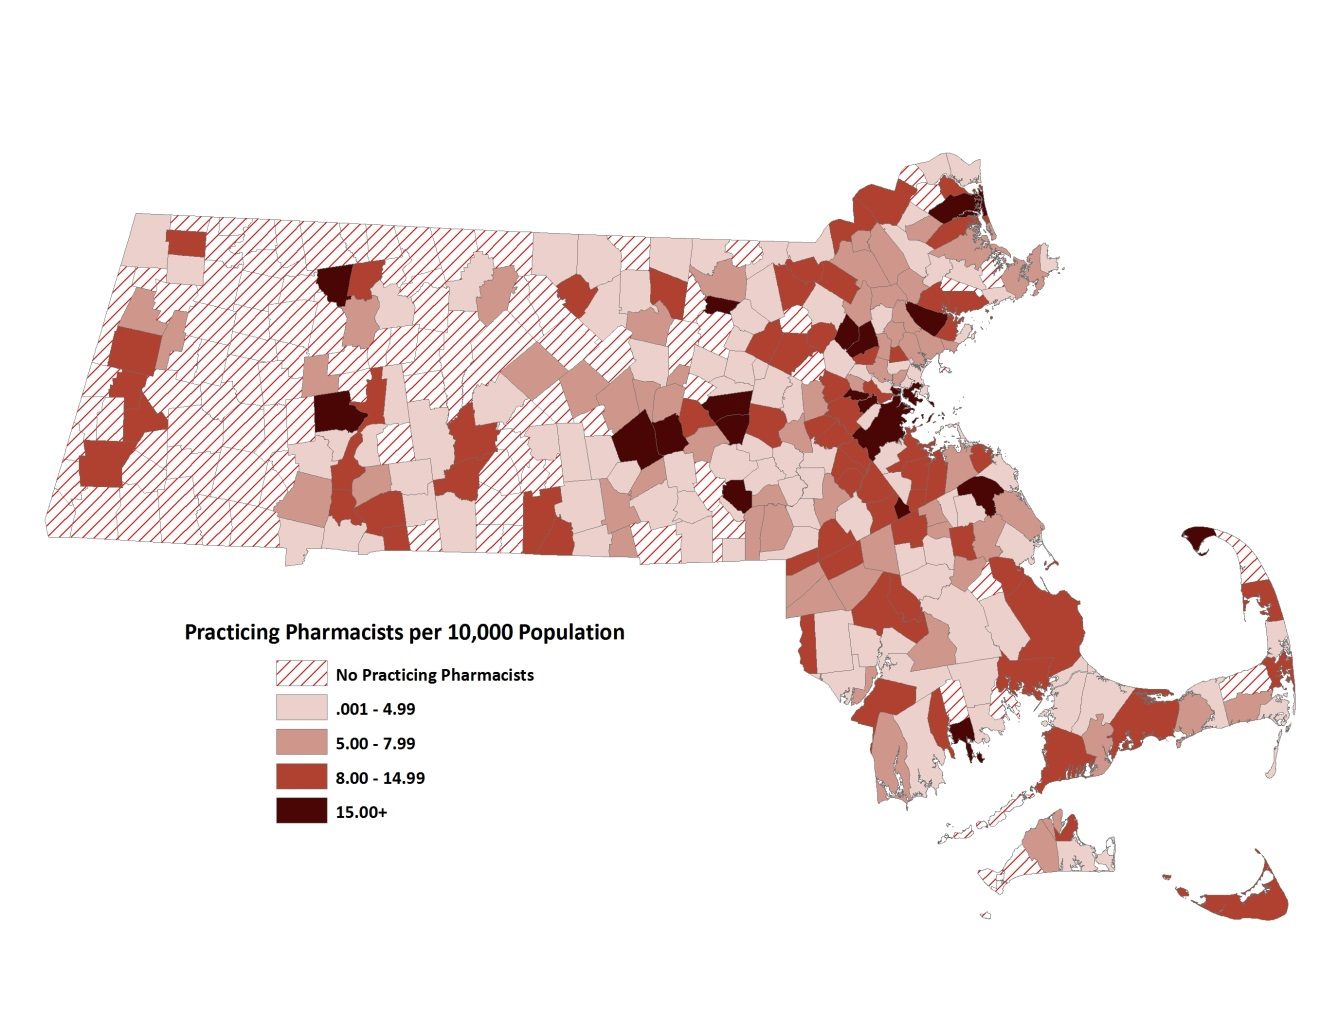 Practicing Pharmacists per 10,000 Population
No Practicing Pharmacists
.001 - 4.99
5.00 - 7.99
8.00 - 14.99
15.00+